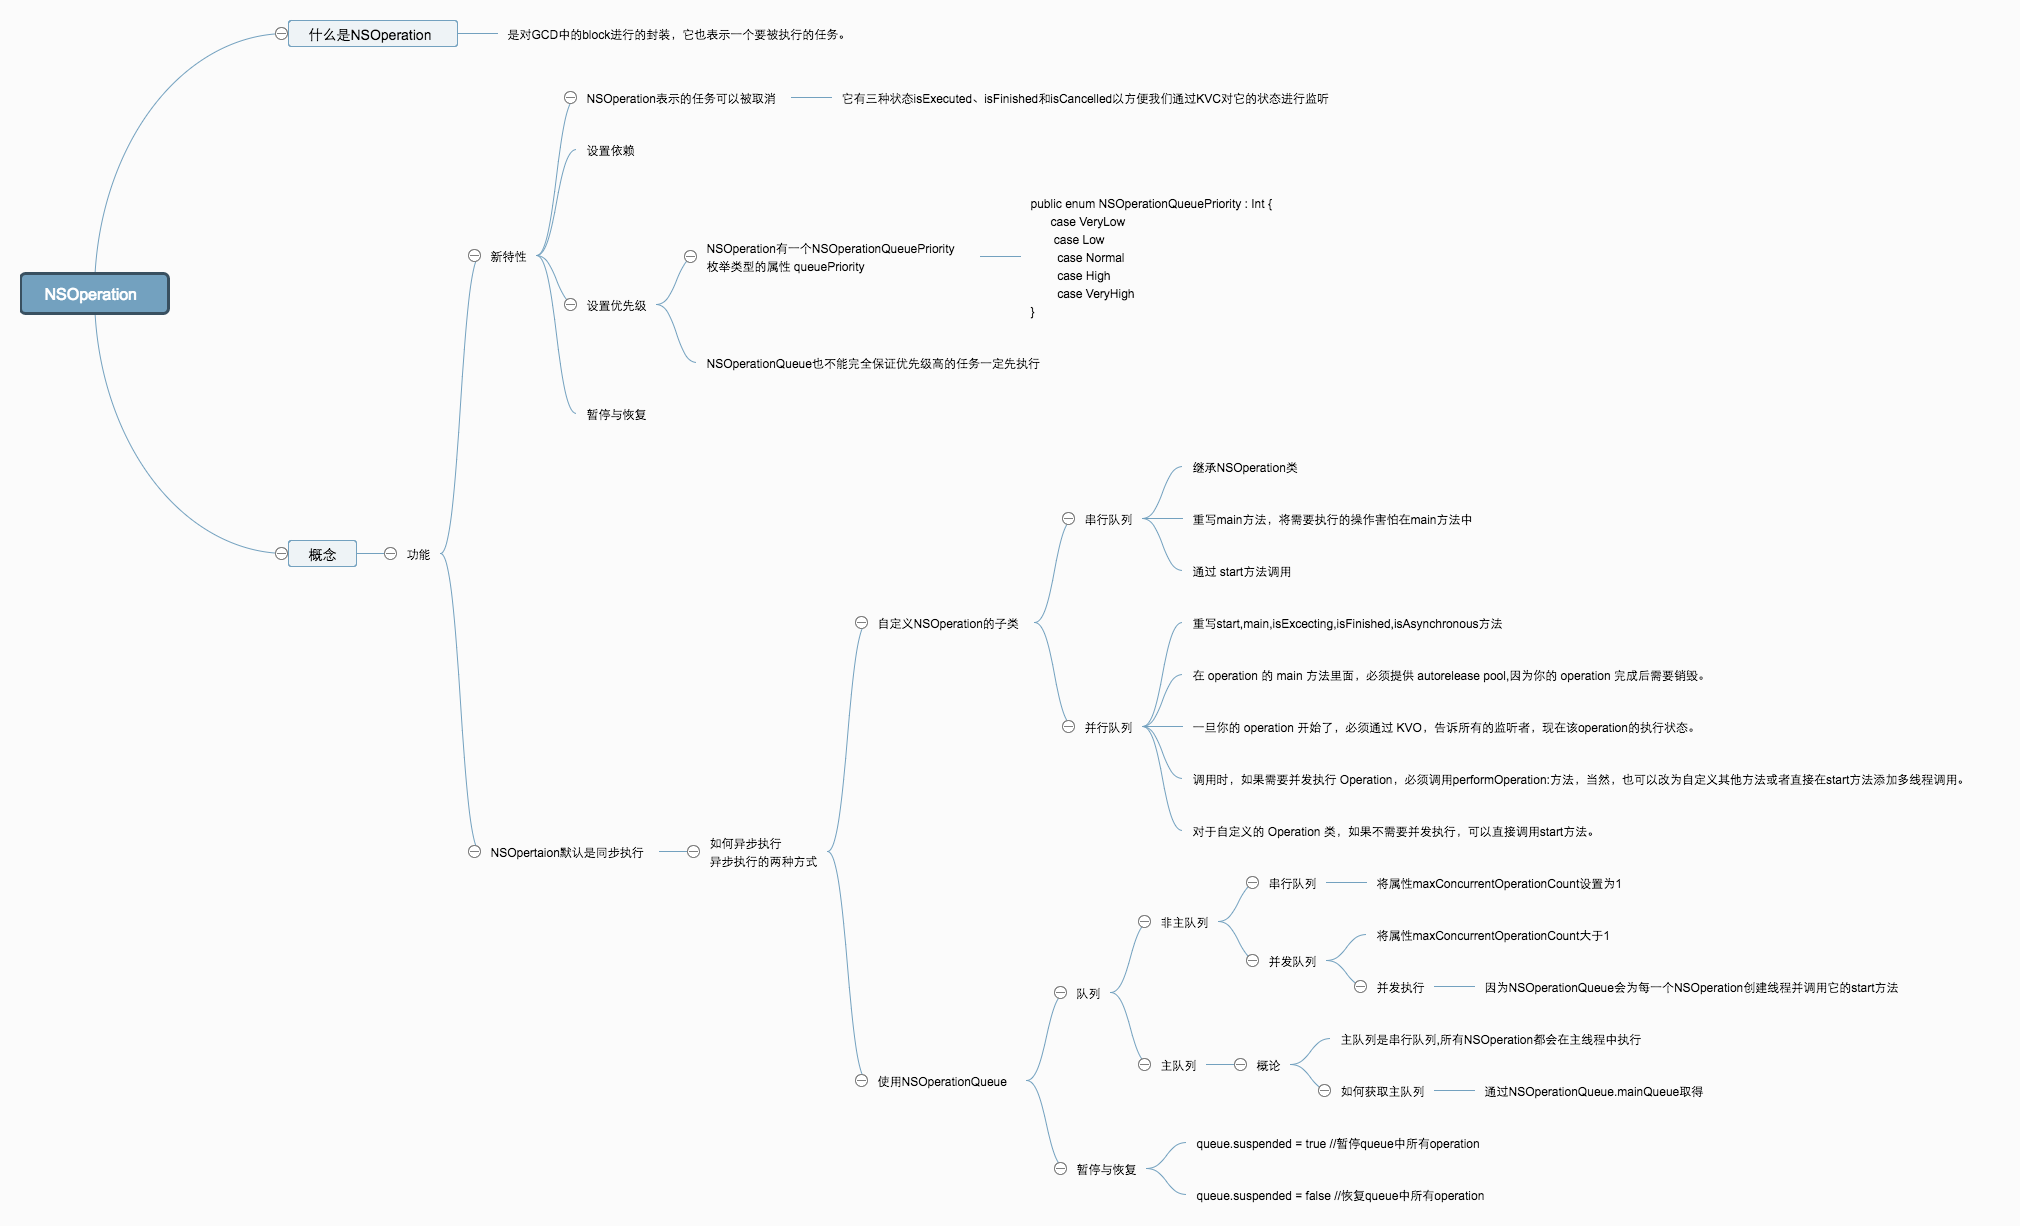 什么是NSOperation
是对GCD中的block进行的封装，它也表示一个要被执行的任务。
NSOperation表示的任务可以被取消
它有三种状态isExecuted、isFinished和isCancelled以方便我们通过KVC对它的状态进行监听
设置依赖
public enum NSOperationQueuePriority : Int {
case VeryLow
case Low
case Normal
case High
case VeryHigh
}
新特性
NSOperation有一个NSOperationQueuePriority
枚举类型的属性 queuePriority
NSOperation
设置优先级
NSOperationQueue也不能完全保证优先级高的任务一定先执行
暂停与恢复
继承NSOperation类
串行队列
重写main方法，将需要执行的操作害怕在main方法中
概念
功能
通过 start方法调用
自定义NSOperation的子类
重写start,main,isExcecting,isFinished,isAsynchronous方法
在 operation 的 main 方法里面，必须提供 autorelease pool,因为你的 operation 完成后需要销毁。
并行队列
一旦你的 operation 开始了，必须通过 KVO，告诉所有的监听者，现在该operation的执行状态。
调用时，如果需要并发执行 Operation，必须调用performOperation:方法，当然，也可以改为自定义其他方法或者直接在start方法添加多线程调用。
对于自定义的 Operation 类，如果不需要并发执行，可以直接调用start方法。
NSOpertaion默认是同步执行
如何异步执行
异步执行的两种方式
串行队列
将属性maxConcurrentOperationCount设置为1
非主队列
将属性maxConcurrentOperationCount大于1
并发队列
并发执行
因为NSOperationQueue会为每一个NSOperation创建线程并调用它的start方法
队列
主队列是串行队列,所有NSOperation都会在主线程中执行
主队列
概论
使用NSOperationQueue
如何获取主队列
通过NSOperationQueue.mainQueue取得
queue.suspended = true //暂停queue中所有operation
暂停与恢复
queue.suspended = false //恢复queue中所有operation